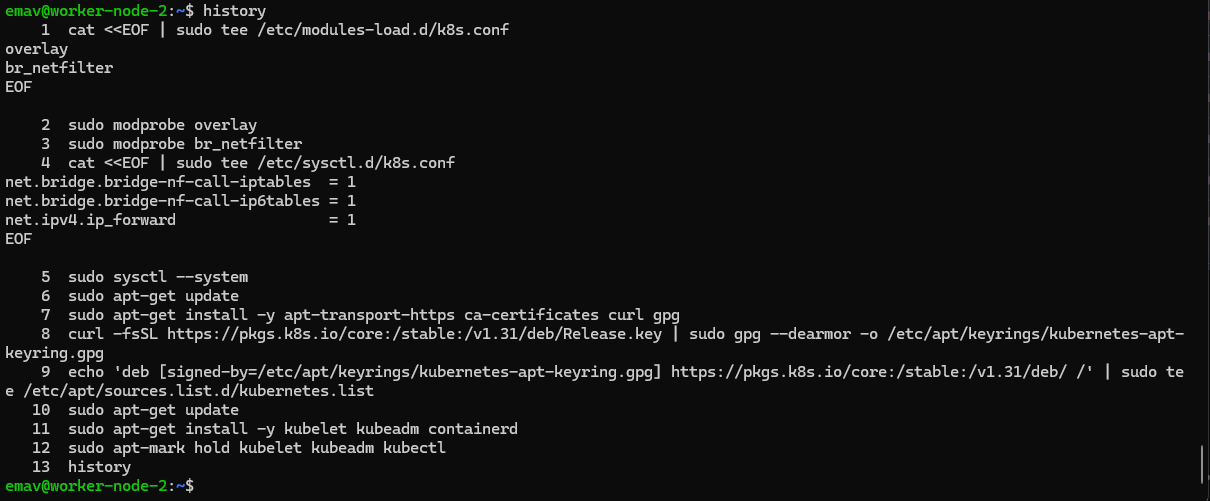 emav@worker-node-2:~$ history
    1  cat <<EOF | sudo tee /etc/modules-load.d/k8s.conf
overlay
br_netfilter
EOF

    2  sudo modprobe overlay
    3  sudo modprobe br_netfilter
    4  cat <<EOF | sudo tee /etc/sysctl.d/k8s.conf
net.bridge.bridge-nf-call-iptables  = 1
net.bridge.bridge-nf-call-ip6tables = 1
net.ipv4.ip_forward                 = 1
EOF

    5  sudo sysctl --system
    6  sudo apt-get update
    7  sudo apt-get install -y apt-transport-https ca-certificates curl gpg
    8  curl -fsSL https://pkgs.k8s.io/core:/stable:/v1.31/deb/Release.key | sudo gpg --dearmor -o /etc/apt/keyrings/kubernetes-apt-
keyring.gpg
    9  echo 'deb [signed-by=/etc/apt/keyrings/kubernetes-apt-keyring.gpg] https://pkgs.k8s.io/core:/stable:/v1.31/deb/ /' | sudo te
e /etc/apt/sources.list.d/kubernetes.list
   10  sudo apt-get update
   11  sudo apt-get install -y kubelet kubeadm containerd
   12  sudo apt-mark hold kubelet kubeadm kubectl
   13  history
emav@worker-node-2:~$